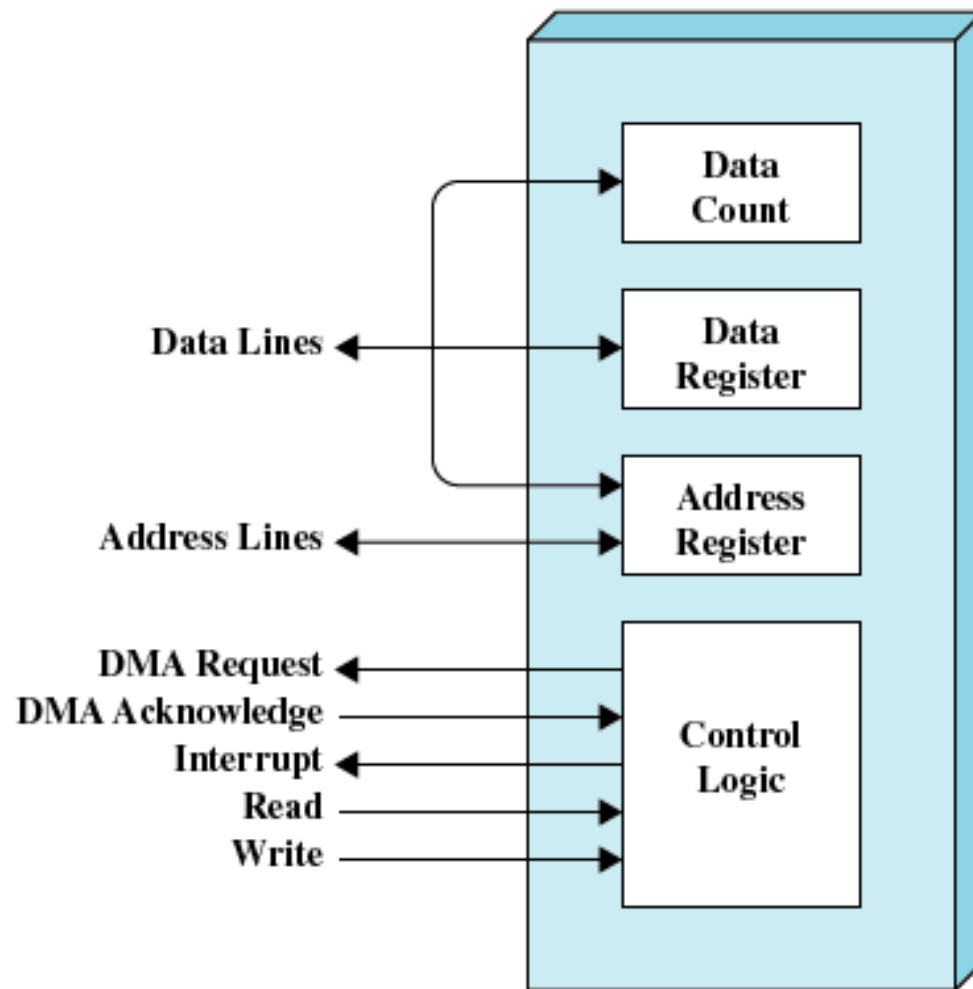 Data
Count
Data Lines
Data
Register
Address
Register
Address Lines
DMA Request
DMA Acknowledge
Interrupt
Read
Write
Control
Logic